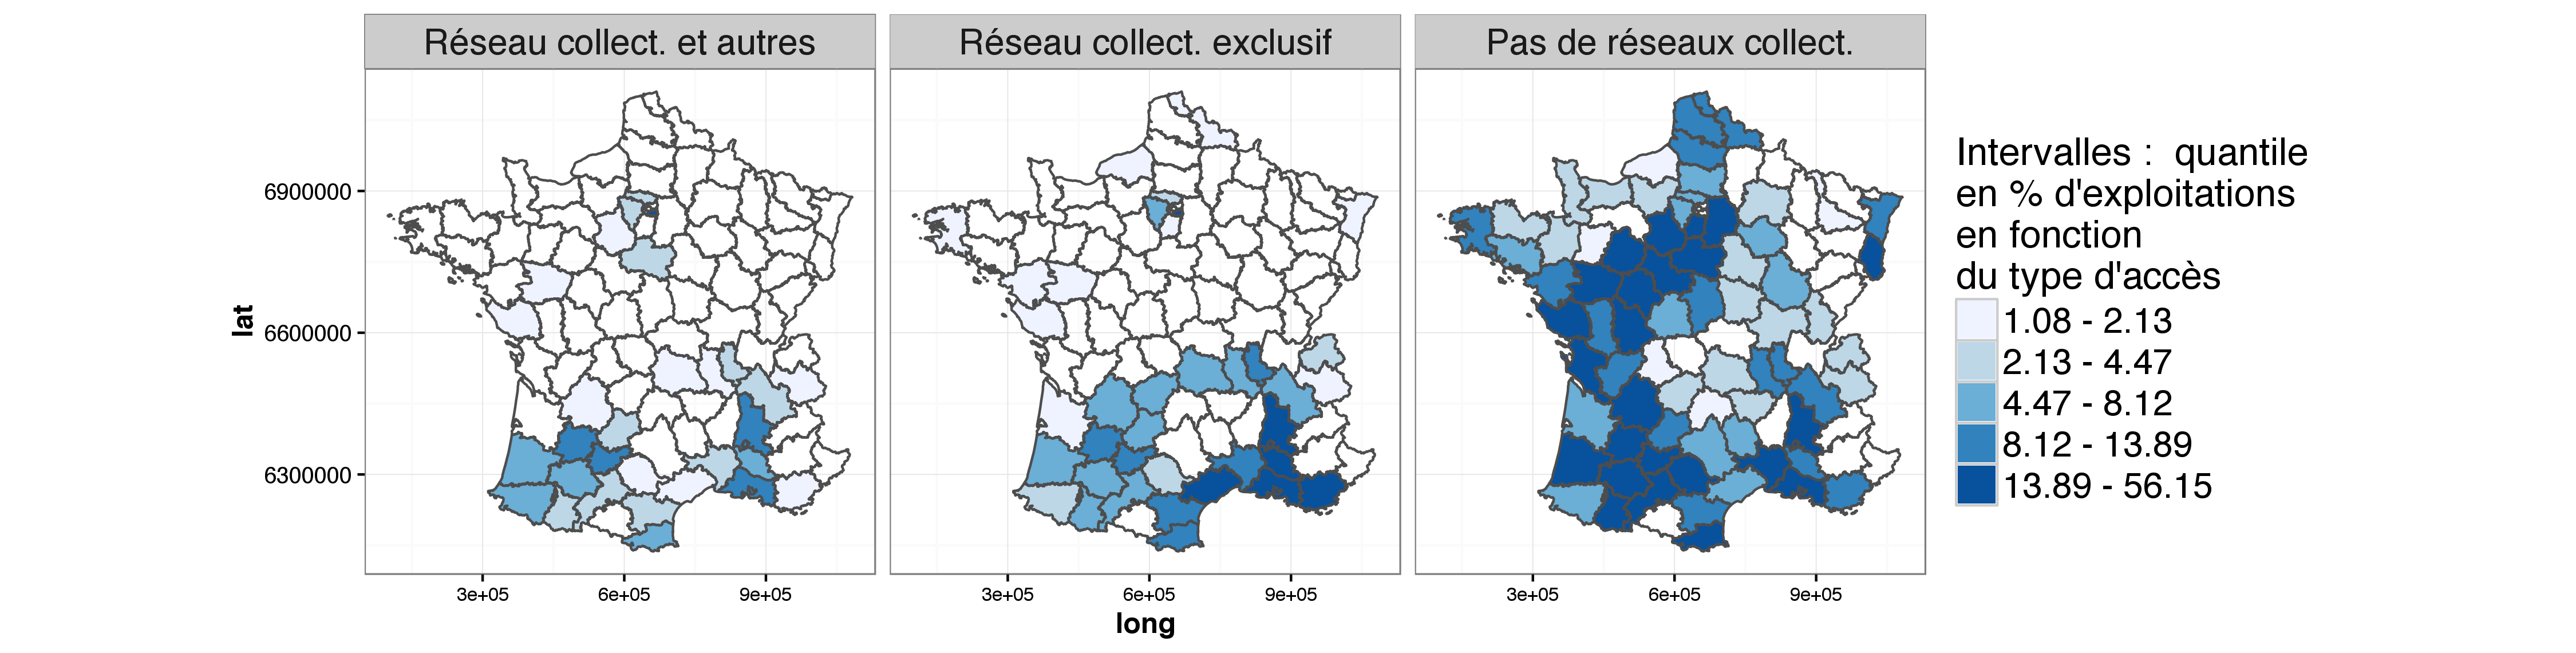 Réseau collect. et autres
Réseau collect. exclusif
Pas de réseaux collect.
6900000
6600000
6300000
lat
3e+05 6e+05 9e+05
3e+05 6e+05 9e+05
3e+05 6e+05 9e+05
long
Intervalles : quantile
en % d'exploitations
en fonction
du type d'accès
1.08 - 2.13
2.13 - 4.47
4.47 - 8.12
8.12 - 13.89
13.89 - 56.15